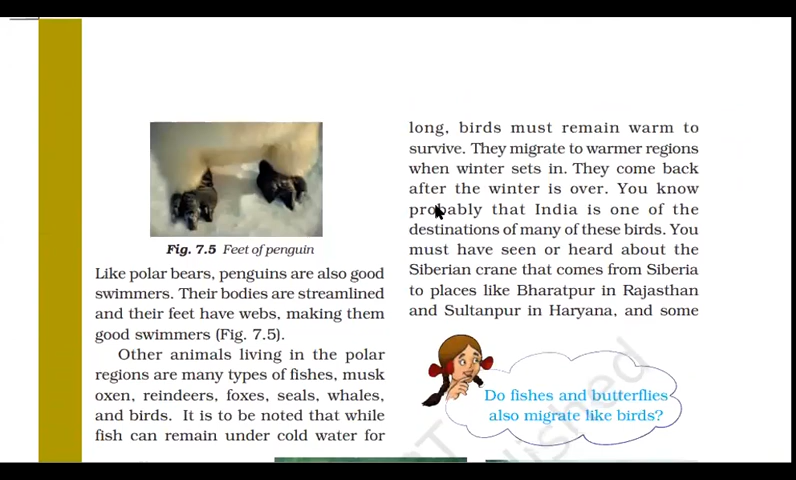 Fig. 7.5 Feet of penguin
Like polar bears, penguins are also good
swimmers. Their bodies are streamlined
and their feet have webs, making them
good swimmers (Fig. 7.5).
Other animals living in the polar
regions are many types of fishes, musk
oxen, reindeers, foxes, seals, whales,
and birds. It is to be noted that while
fish can remain under cold water for
long, birds must remain warm to
survive. They migrate to warmer regions
when winter sets in. They come back
after the winter is over. You know
probably that India is one of the
destinations of many of these birds. You
must have seen or heard about the
Siberian crane that comes from Siberia
to places like Bharatpur in Rajasthan
and Sultanpur in Haryana, and some
Do fishes and butterflies
also migrate like birds?